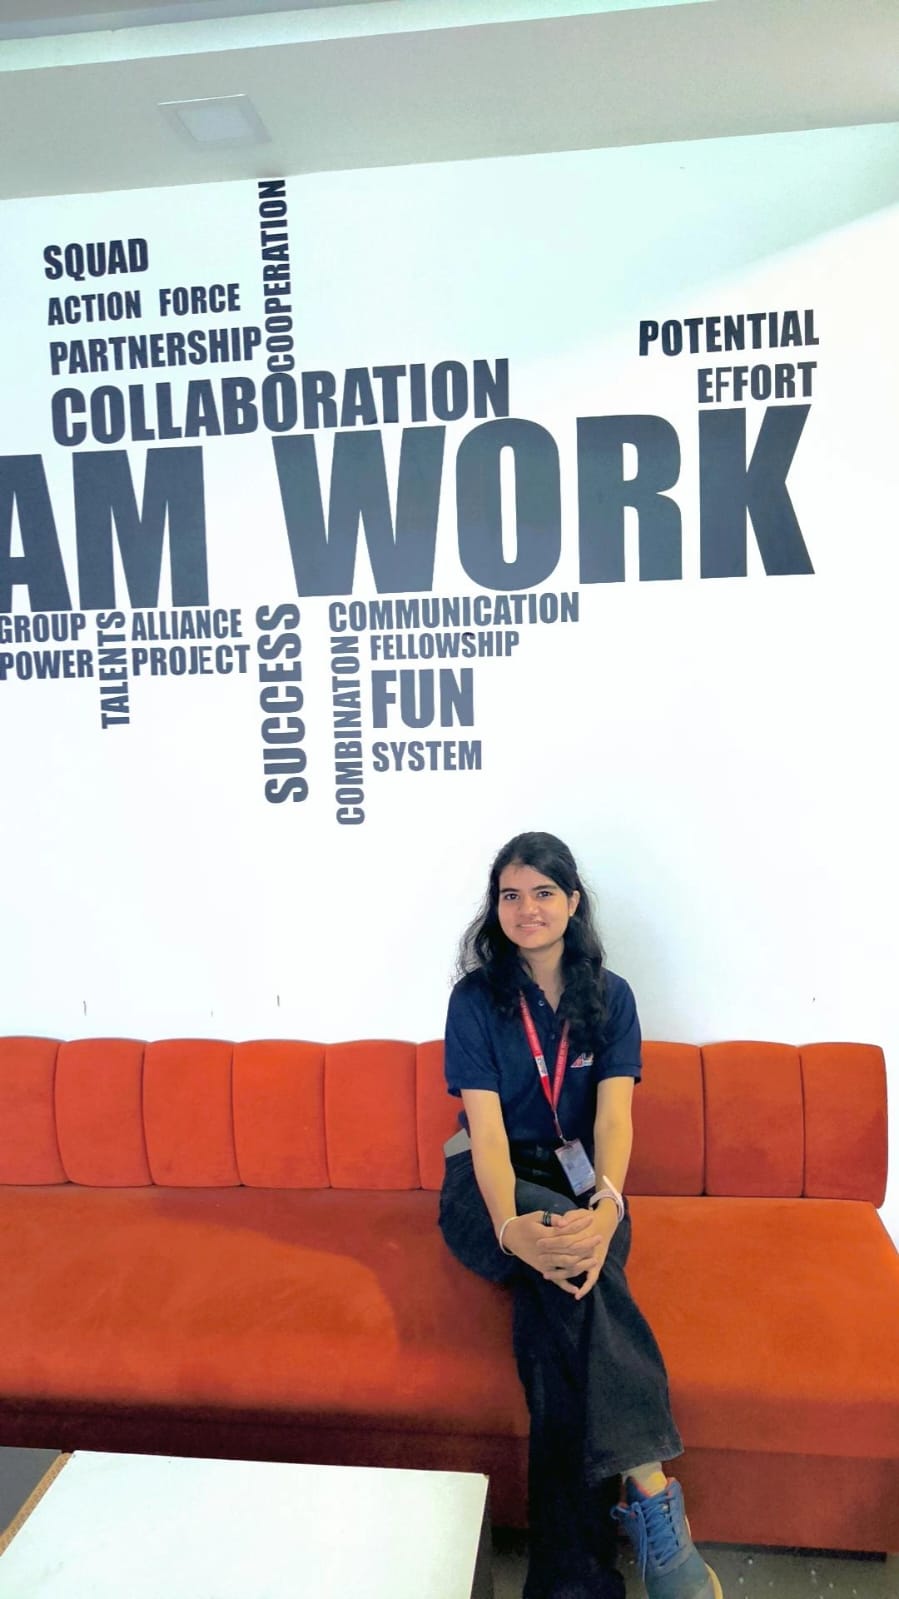 COOPERATION
SQUAD
ACTION FORCE
PARTNERSHIP
COLLABORATION
POTENTIAL
EFFORT
AM WORK
GROUP
POWER
TALENTS
ALLIANCE
PROJECT
SUCCESS
COMMUNICATION
COMBINATON
FELLOWSHIP
FUN
SYSTEM